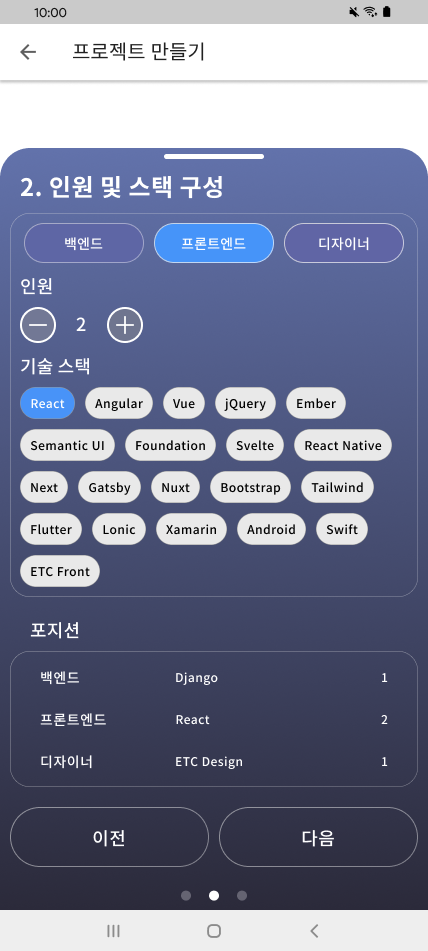 10:00
프로젝트 만들기
2. 인원 및 스택 구성
백엔드 프론트엔드 디자이너
인원
2
기술 스택
React Angular Vue jQuery Ember
Semantic UI Foundation Svelte React Native
Next Gatsby Nuxt Bootstrap Tailwind
Flutter Lonic Xamarin Android Swift
ETC Front
포지션
백엔드 Django 1
프론트엔드 React 2
디자이너 ETC Design 1
이전 다음